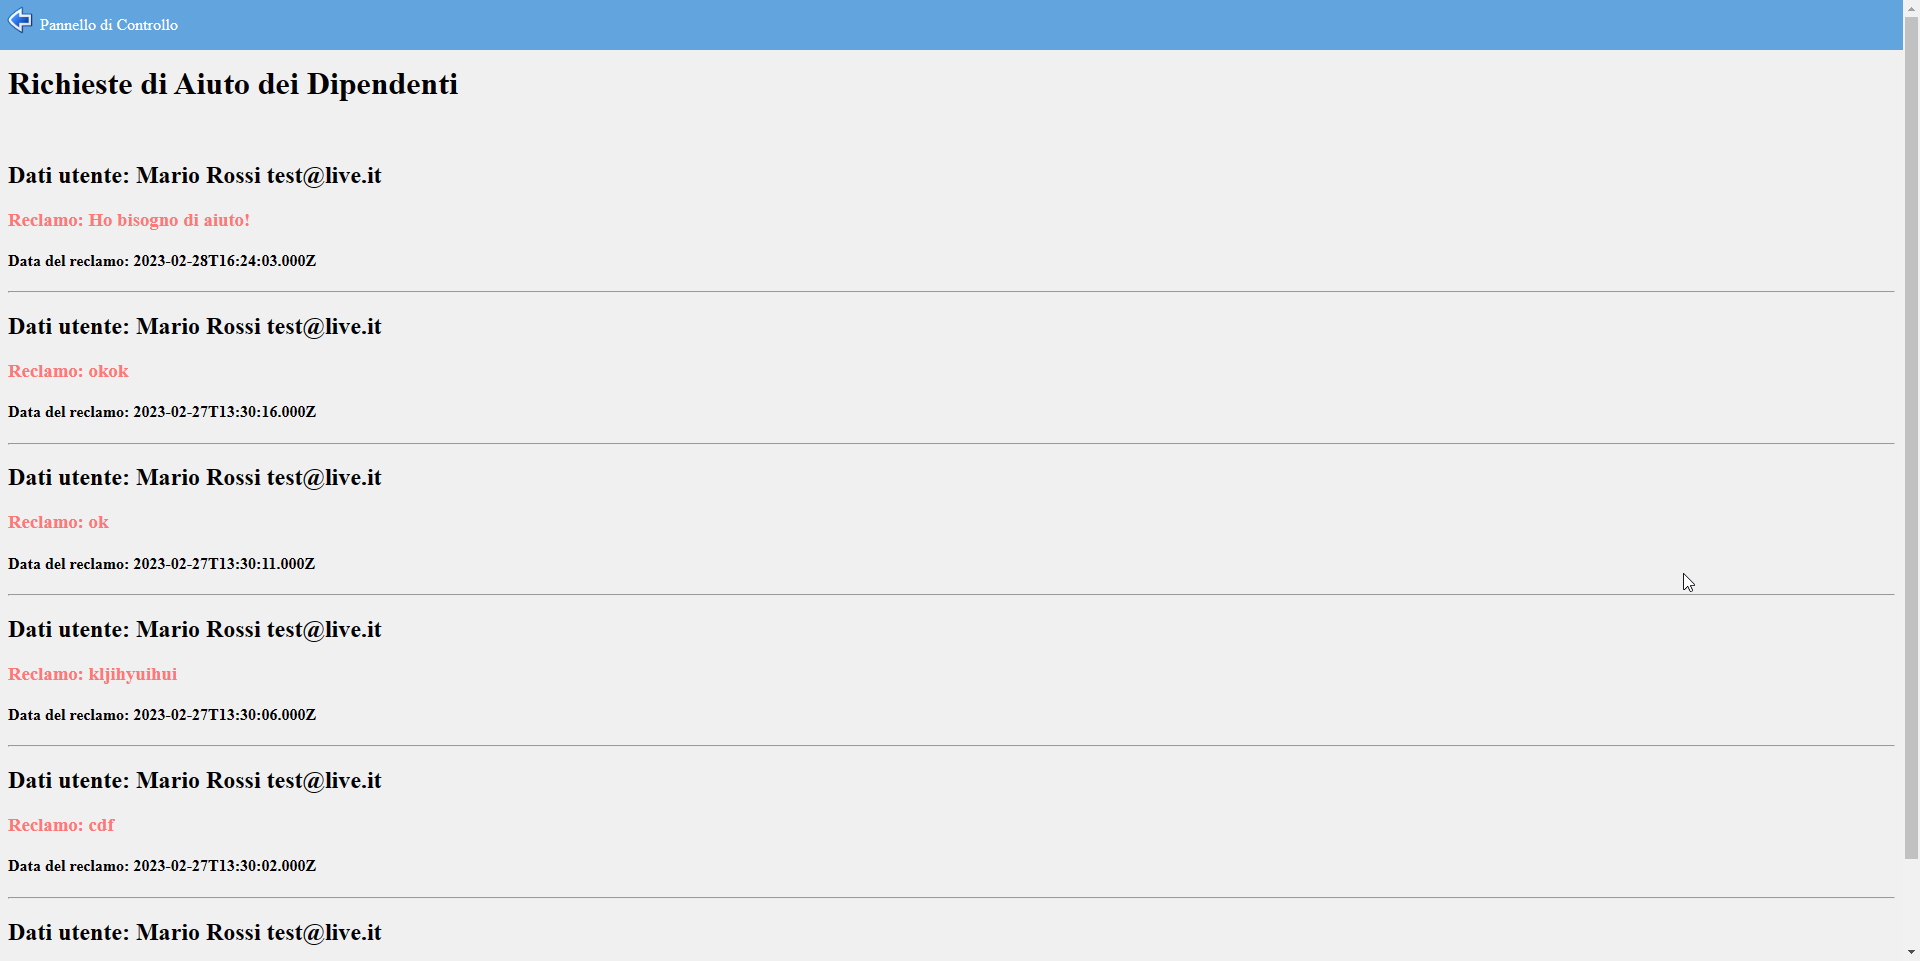 Pannello di Controllo
Richieste di Aiuto dei Dipendenti
Dati utente: Mario Rossi test@live.it
Reclamo: Ho bisogno di aiuto!
Data del reclamo: 2023-02-28T16:24:03.000Z
Dati utente: Mario Rossi test@live.it
Reclamo: okok
Data del reclamo: 2023-02-27T13:30:16.000Z
Dati utente: Mario Rossi test@live.it
Reclamo: ok
Data del reclamo: 2023-02-27T13:30:11.000Z
Dati utente: Mario Rossi test@live.it
Reclamo: kljihyuihui
Data del reclamo: 2023-02-27T13:30:06.000Z
Dati utente: Mario Rossi test@live.it
Reclamo: cdf
Data del reclamo: 2023-02-27T13:30:02.000Z
Dati utente: Mario Rossi test@live.it